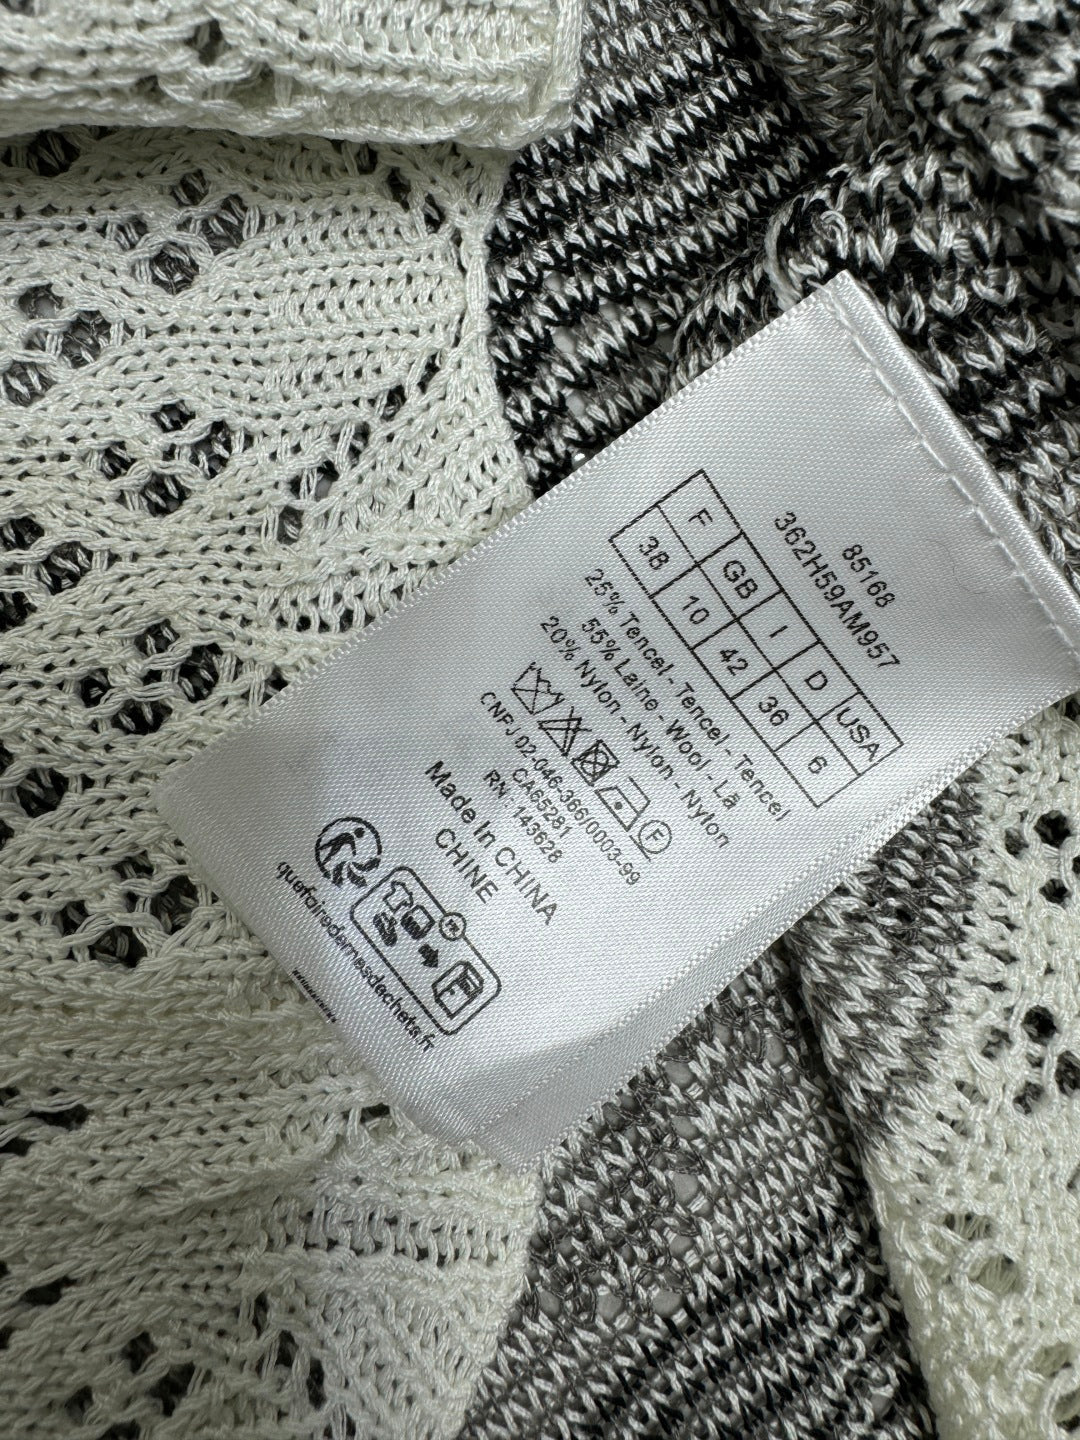 85168
362H59AM957
F GB I D USA
38 10 42 36 6
25% Tencel - Tencel - Tencel
55% Laine - Wool - Lã
20% Nylon - Nylon - Nylon
F
CNPJ 02-046-366/0003-99
CA65281
RN : 143628
Made In CHINA
CHINE
FR
quefairedemesdechets.fr